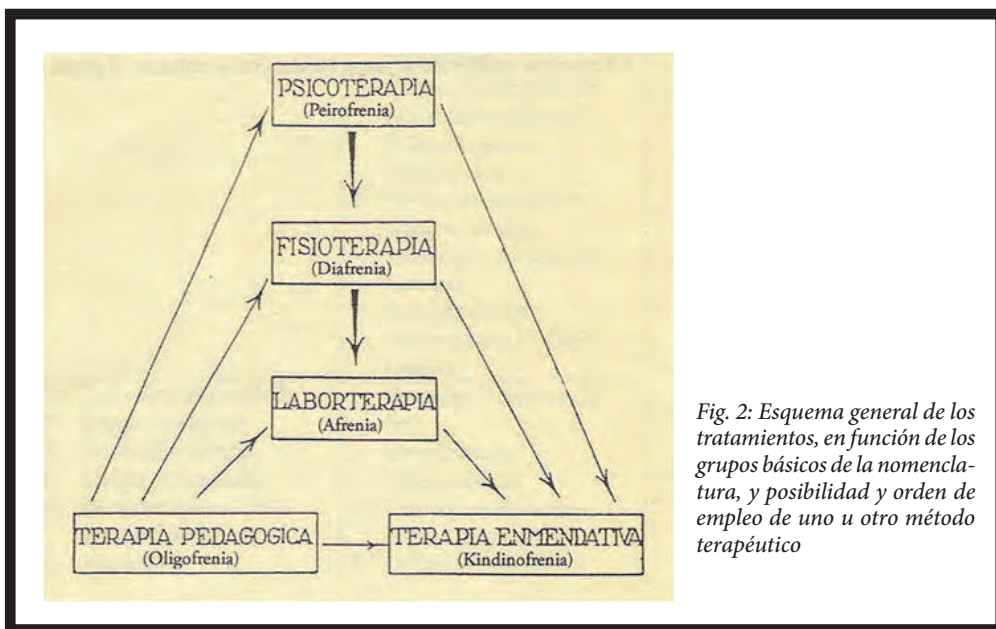 PSICOTERAPIA
(Peirofrenia)
FISIOTERAPIA
(Diafrenia)
LABORTERAPIA
(Afrenia)
TERAPIA PEDAGOGICA
(Oligofrenia)
TERAPIA ENMENDATIVA
(Kindinofrenia)
Fig. 2: Esquema general de los
tratamientos, en función de los
grupos básicos de la nomencla-
tura, y posibilidad y orden de
empleo de uno u otro método
terapéutico